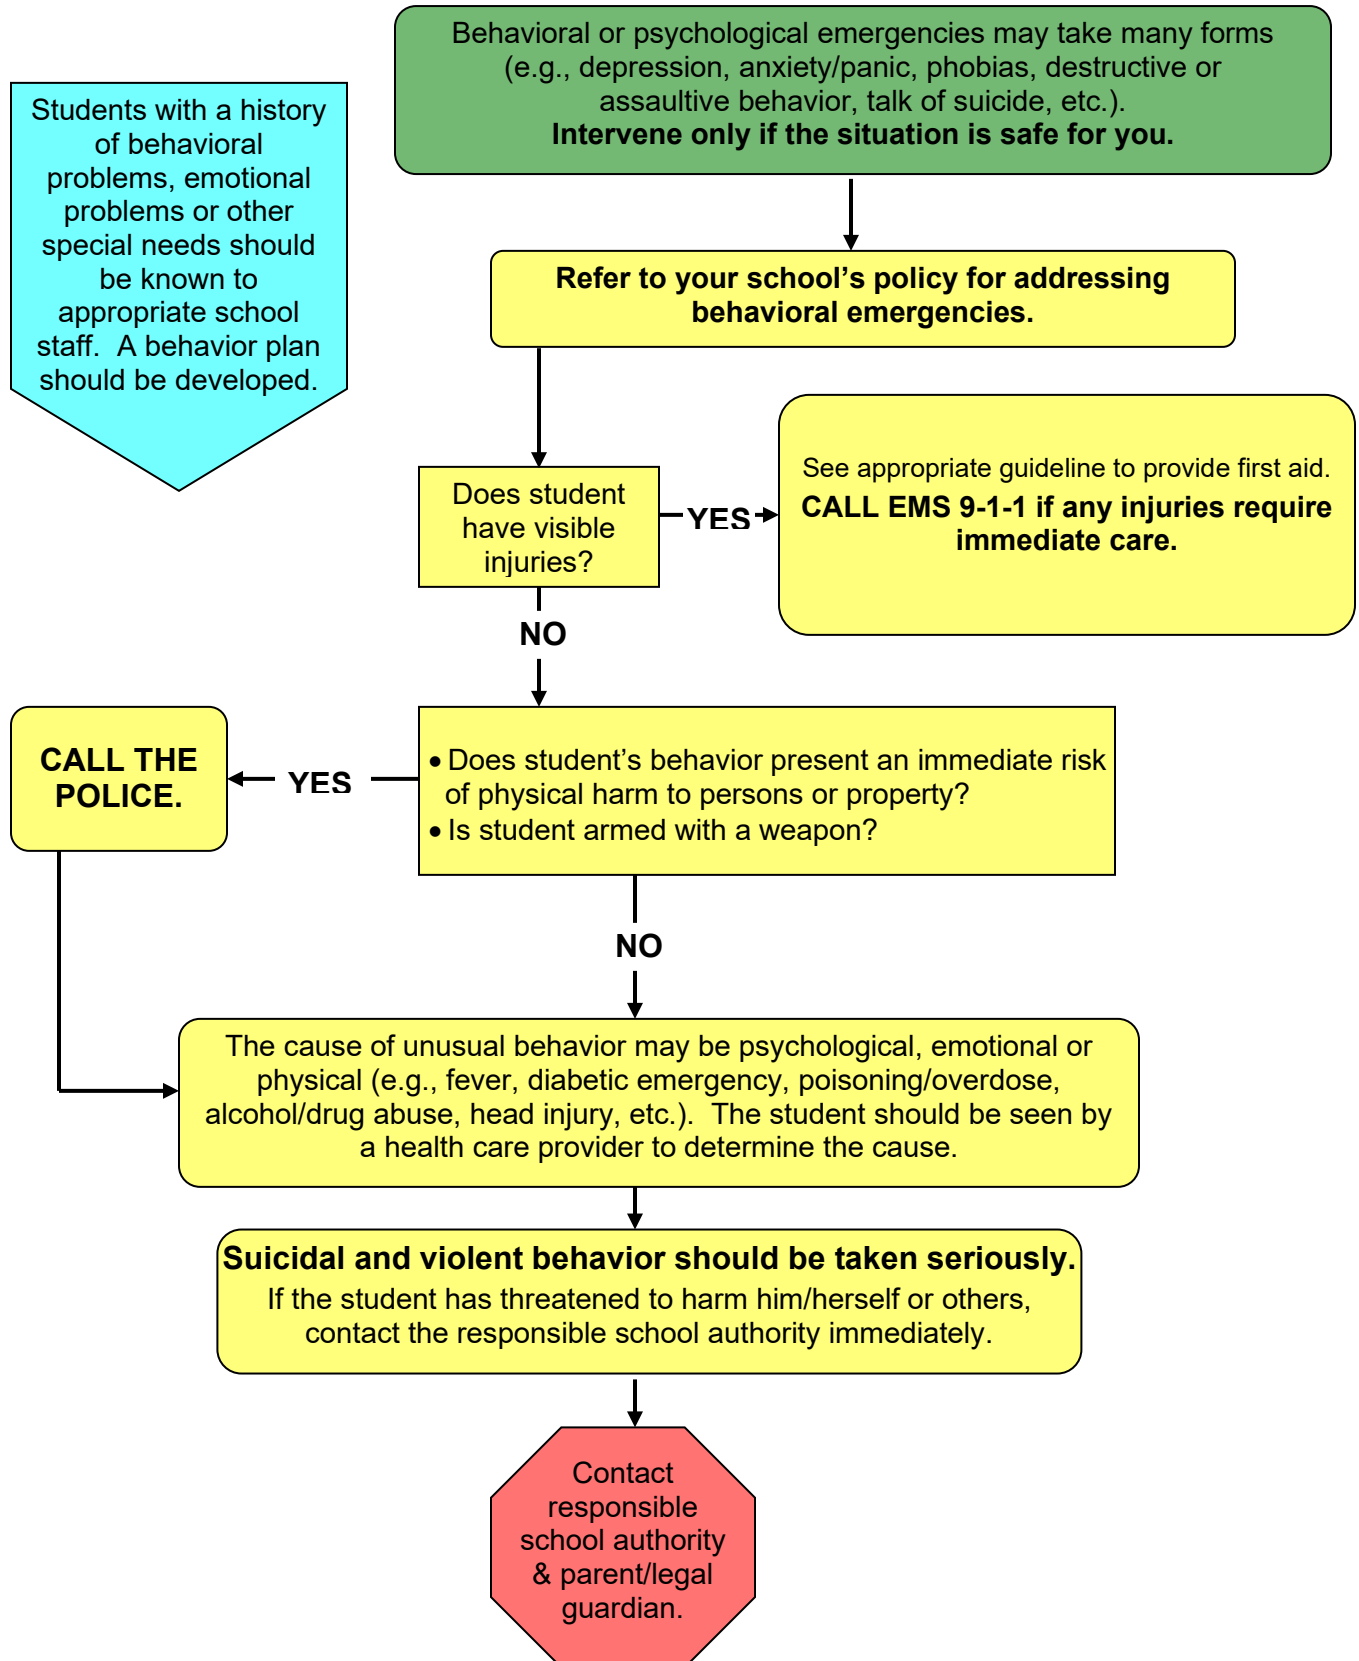 Behavioral or psychological emergencies may take many forms
(e.g., depression, anxiety/panic, phobias, destructive or
assaultive behavior, talk of suicide, etc.).
Intervene only if the situation is safe for you.
Students with a history
of behavioral
problems, emotional
problems or other
special needs should
be known to
appropriate school
staff.  A behavior plan
should be developed.
Refer to your school’s policy for addressing
behavioral emergencies.
Does student
have visible
injuries?
YES
See appropriate guideline to provide first aid.
CALL EMS 9-1-1 if any injuries require
immediate care.
NO
• Does student’s behavior present an immediate risk
of physical harm to persons or property?
• Is student armed with a weapon?
YES
CALL THE
POLICE.
NO
The cause of unusual behavior may be psychological, emotional or
physical (e.g., fever, diabetic emergency, poisoning/overdose,
alcohol/drug abuse, head injury, etc.).  The student should be seen by
a health care provider to determine the cause.
Suicidal and violent behavior should be taken seriously.
If the student has threatened to harm him/herself or others,
contact the responsible school authority immediately.
Contact
responsible
school authority
& parent/legal
guardian.